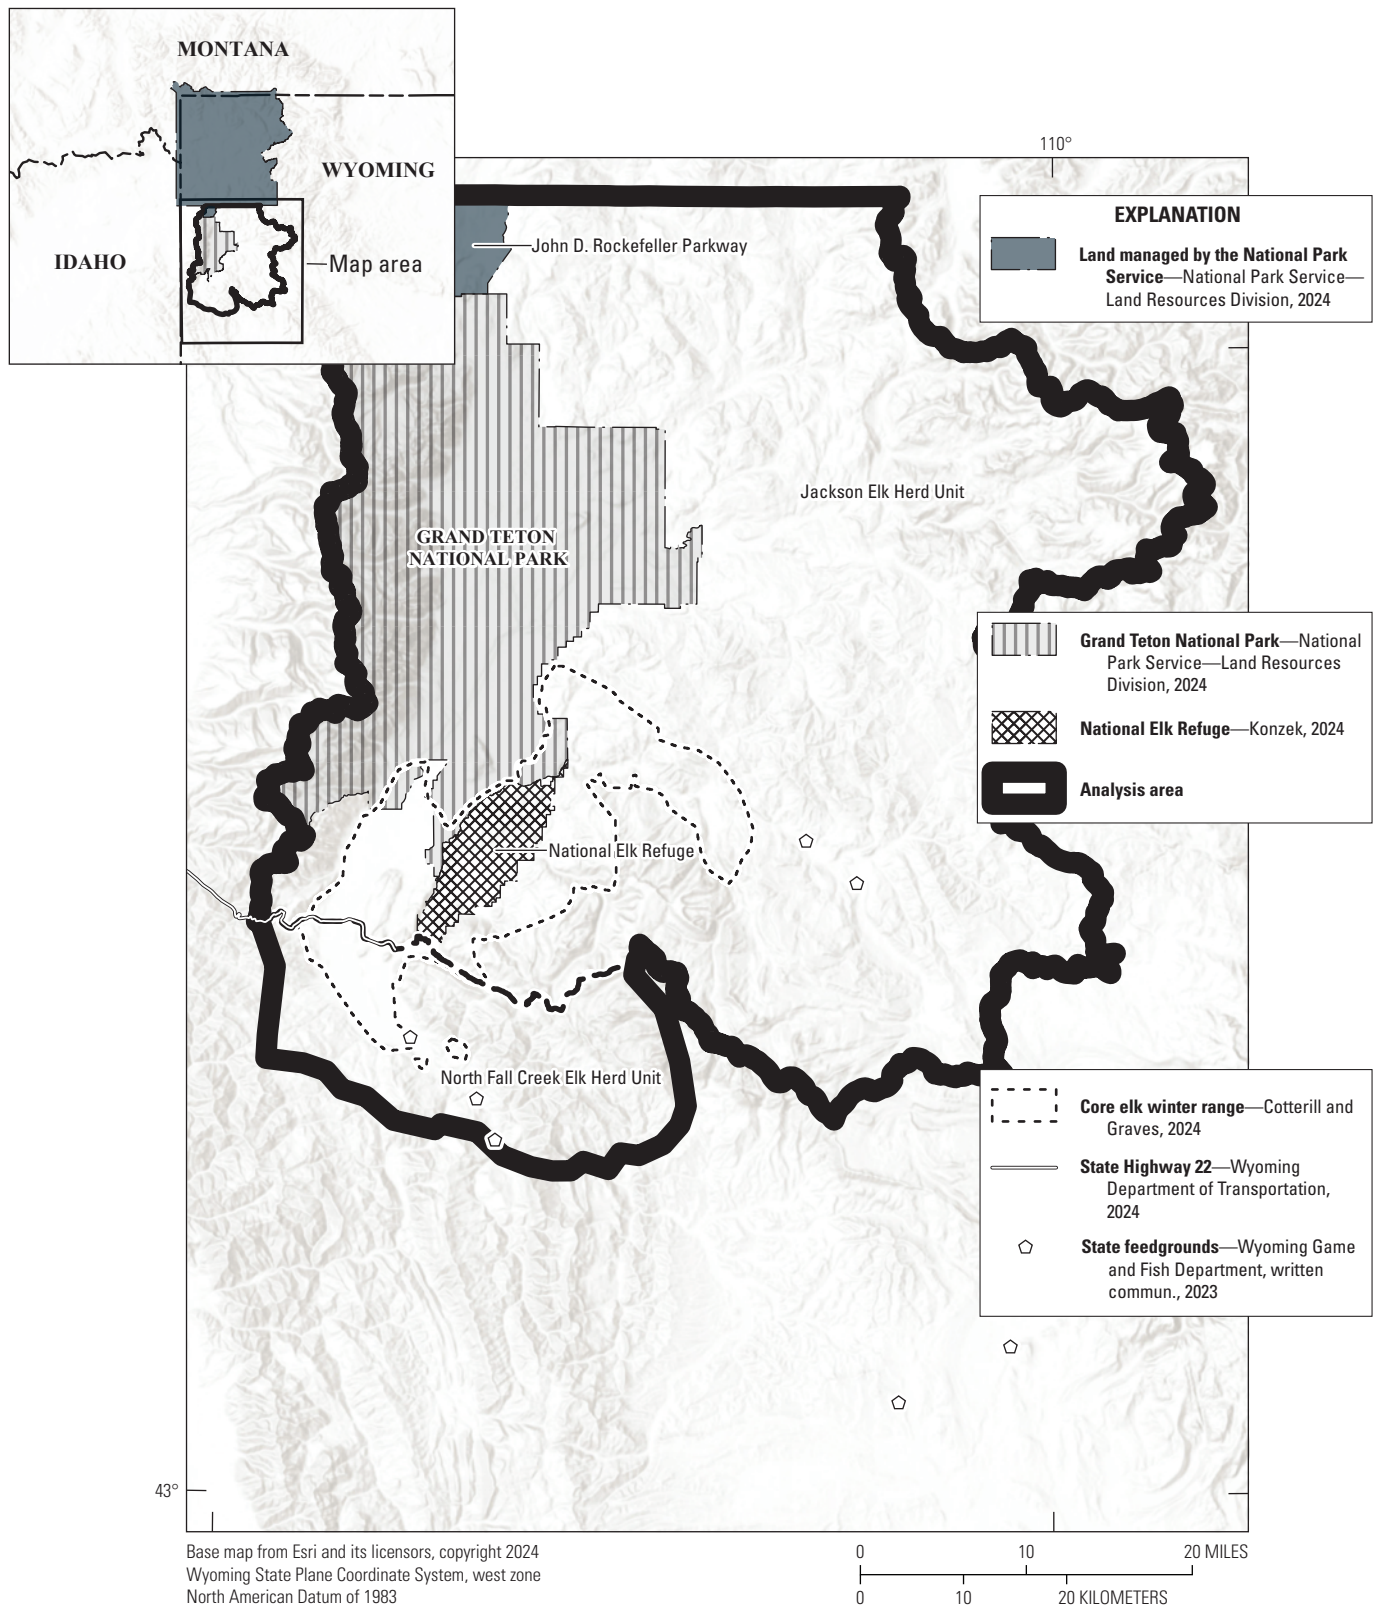 MONTANA
WYOMING
IDAHO
Map area
110°
John D. Rockefeller Parkway
EXPLANATION
Land managed by the National Park
Service—National Park Service—
Land Resources Division, 2024
Jackson Elk Herd Unit
GRAND TETON
NATIONAL PARK
Grand Teton National Park—National
Park Service—Land Resources
Division, 2024
National Elk Refuge—Konzek, 2024
Analysis area
National Elk Refuge
North Fall Creek Elk Herd Unit
Core elk winter range—Cotterill and
Graves, 2024
State Highway 22—Wyoming
Department of Transportation,
2024
State feedgrounds—Wyoming Game
and Fish Department, written
commun., 2023
43°
Base map from Esri and its licensors, copyright 2024
Wyoming State Plane Coordinate System, west zone
North American Datum of 1983
0 10 20 MILES
0 10 20 KILOMETERS